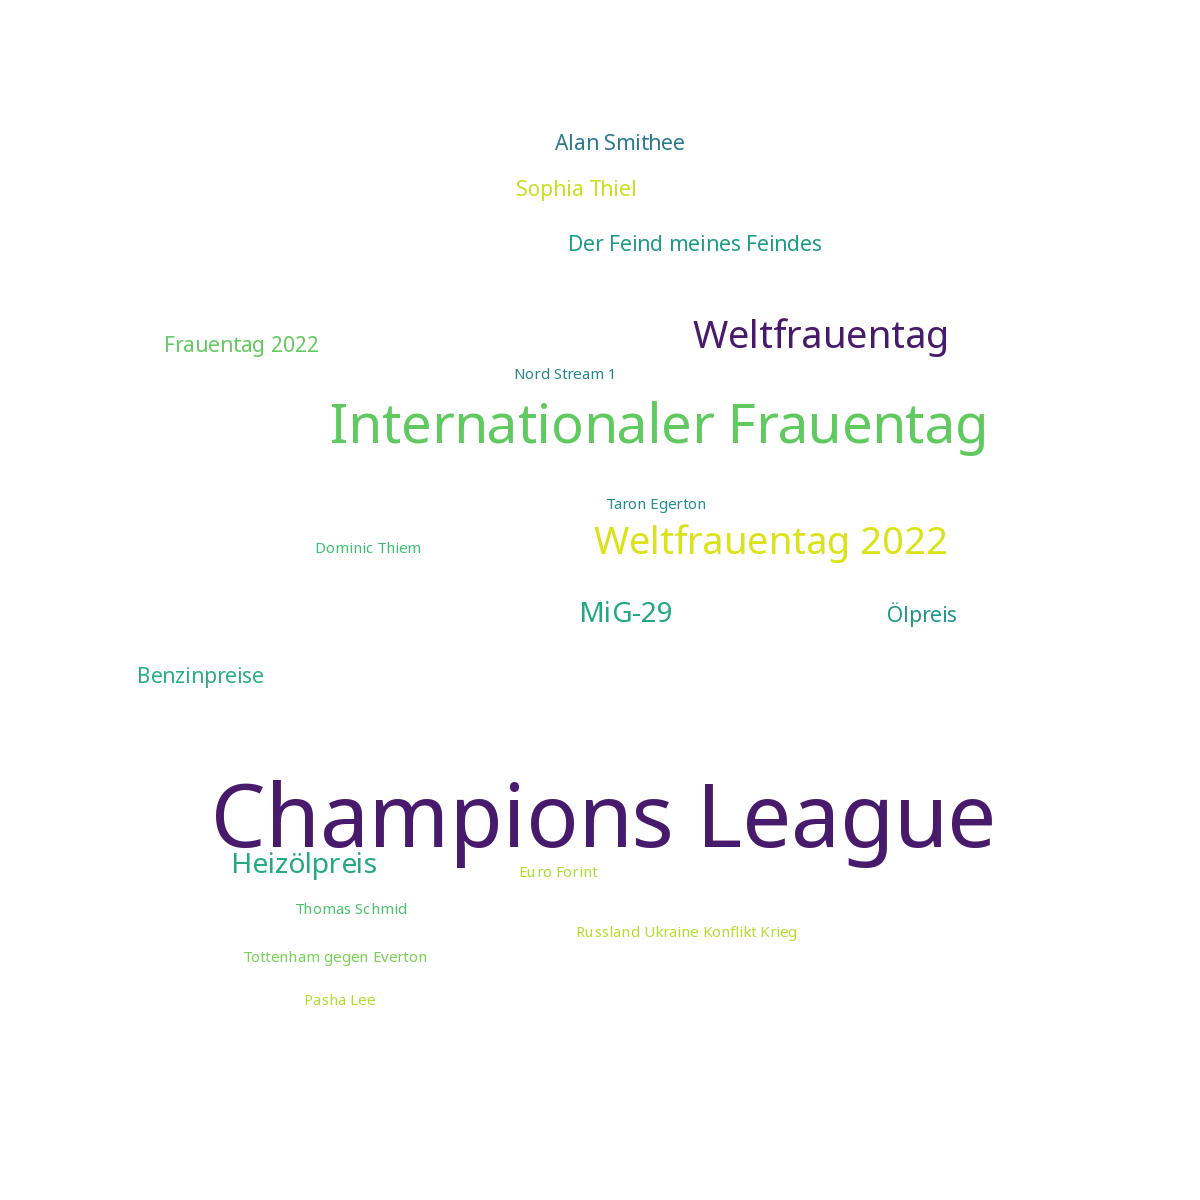 Alan Smithee
Sophia Thiel
Der Feind meines Feindes
Weltfrauentag
Frauentag 2022
Nord Stream 1
Internationaler Frauentag
Taron Egerton
Weltfrauentag 2022
Dominic Thiem
MiG-29
Ölpreis
Benzinpreise
Champions League
Heizölpreis
Euro Forint
Thomas Schmid
Russland Ukraine Konflikt Krieg
Tottenham gegen Everton
Pasha Lee